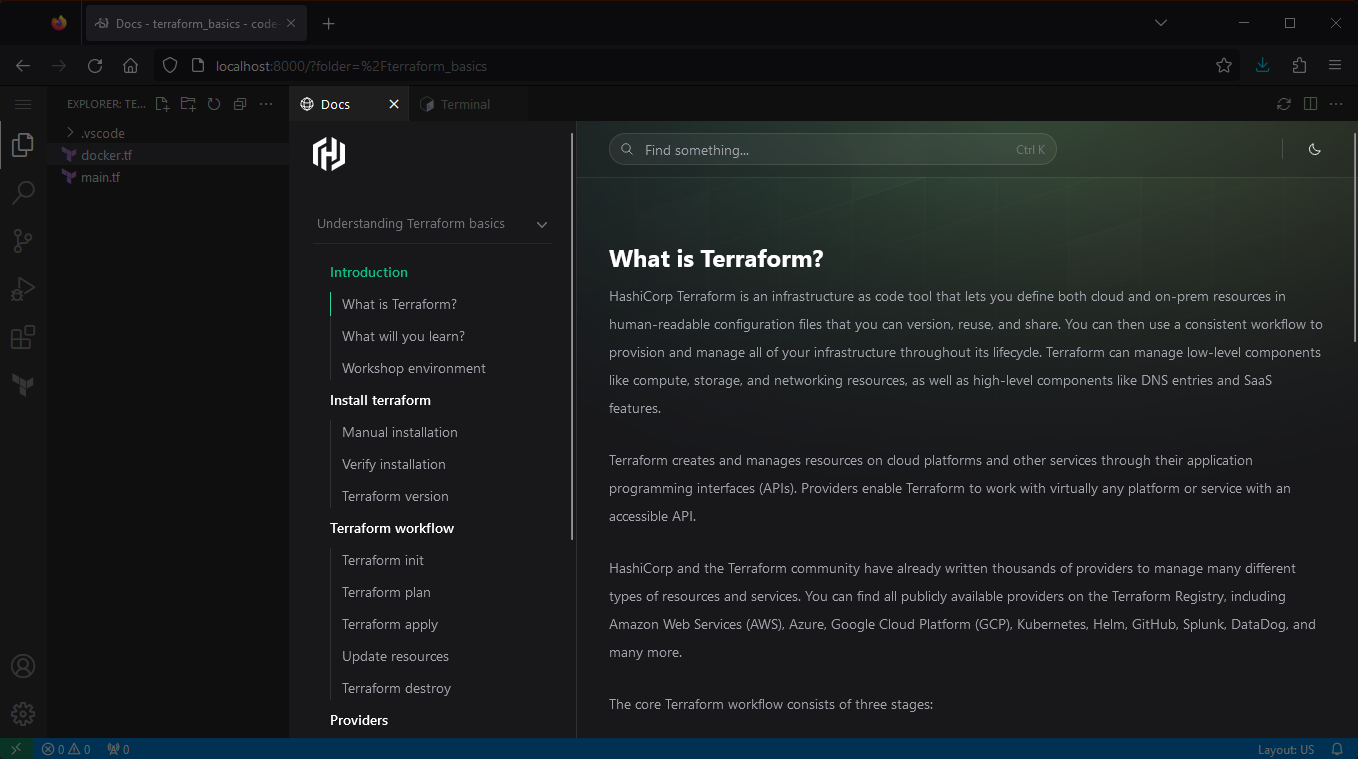 Docs - terraform_basics - code-
localhost:8000/?folder=%2Fterraform_basics
EXPLORER: TE...
Docs
Terminal
.vscode
docker.tf
main.tf
Understanding Terraform basics
Introduction
What is Terraform?
What will you learn?
Workshop environment
Install terraform
Manual installation
Verify installation
Terraform version
Terraform workflow
Terraform init
Terraform plan
Terraform apply
Update resources
Terraform destroy
Providers
Find something...
Ctrl K
What is Terraform?
HashiCorp Terraform is an infrastructure as code tool that lets you define both cloud and on-prem resources in
human-readable configuration files that you can version, reuse, and share. You can then use a consistent workflow to
provision and manage all of your infrastructure throughout its lifecycle. Terraform can manage low-level components
like compute, storage, and networking resources, as well as high-level components like DNS entries and SaaS
features.
Terraform creates and manages resources on cloud platforms and other services through their application
programming interfaces (APIs). Providers enable Terraform to work with virtually any platform or service with an
accessible API.
HashiCorp and the Terraform community have already written thousands of providers to manage many different
types of resources and services. You can find all publicly available providers on the Terraform Registry, including
Amazon Web Services (AWS), Azure, Google Cloud Platform (GCP), Kubernetes, Helm, GitHub, Splunk, DataDog, and
many more.
The core Terraform workflow consists of three stages:
0 0 0
Layout: US